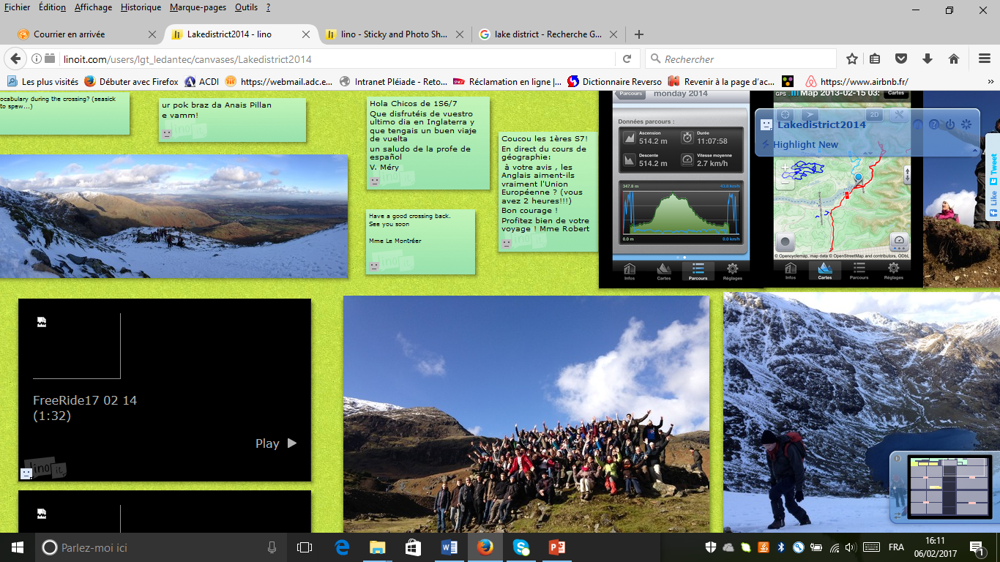 Fichier Édition Affichage Historique Marque-pages Outils ?
Courrier en arrivée
Lakedistrict2014 - lino
lino - Sticky and Photo Sh...
lake district - Recherche G...
linoit.com/users/lgt_ledantec/canvases/Lakedistrict2014
Rechercher
Les plus visités Débuter avec Firefox ACDI https://webmail.adc.e... Intranet Pléiade - Reto... Réclamation en ligne |... Dictionnaire Reverso Revenir à la page d'ac... https://www.airbnb.fr/
ocabulary during the crossing? (seasick
to spew...)
ur pok braz da Anais Pillan
e vamm!
Hola Chicos de 1S6/7
Que disfrutéis de vuestro
ultimo dia en Inglaterra y
que tengais un buen viaje
de vuelta
un saludo de la profe de
español
V. Méry
Have a good crossing back.
See you soon
Mme Le Montréer
Coucou les 1ères S7!
En direct du cours de
géographie:
à votre avis , les
Anglais aiment-ils
vraiment l'Union
Européenne ? (vous
avez 2 heures!!!)
Bon courage !
Profitez bien de votre
voyage ! Mme Robert
Parcours
monday 2014
Données parcours :
Ascension
514.2 m
Durée
11:07:58
Descente
514.2 m
Vitesse moyenne
2.7 km/h
347.8 m
43.6 km/h
0.0 m
0.0 km/h
Infos Cartes Parcours Réglages
GPS
Map 2013-02-15 03:
Cartes
2D
© Opencyclemap, map data © OpenStreetMap and contributors, ODbL
Infos Cartes Parcours Réglages
Lakedistrict2014
Highlight New
Tweet
Like
FreeRide17 02 14
(1:32)
Play
lino it
Parlez-moi ici
FRA
16:11
06/02/2017
1